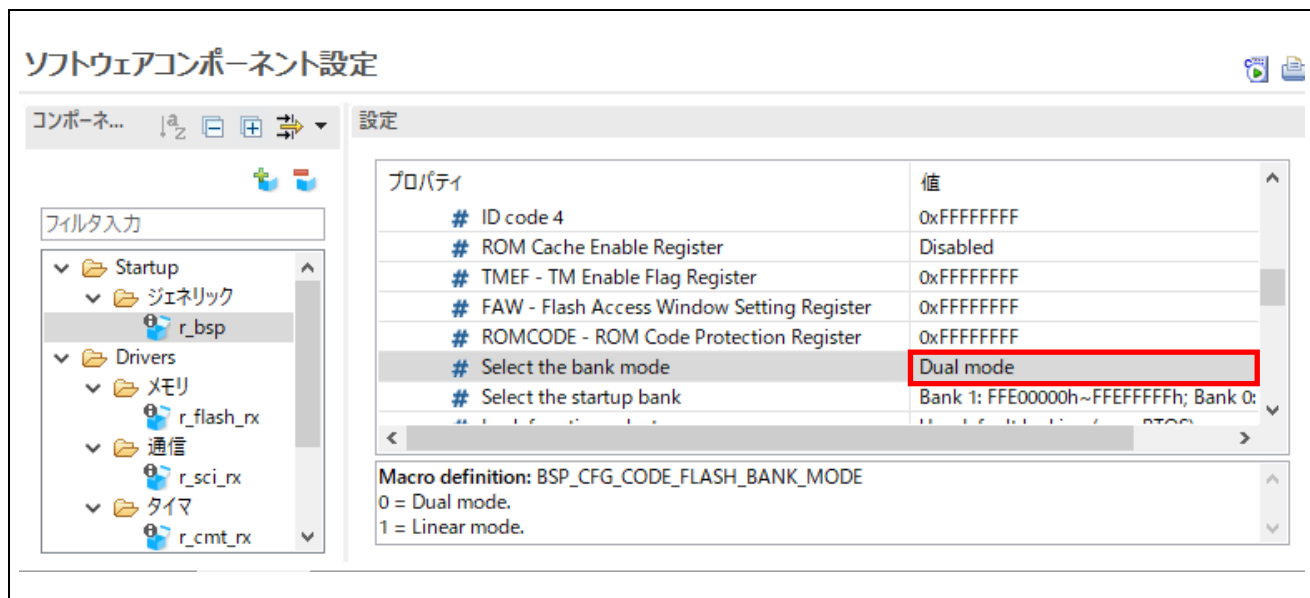 ソフトウェアコンポーネント設定
コンポーネ...
設定
フィルタ入力
Startup
ジェネリック
r_bsp
Drivers
メモリ
r_flash_rx
通信
r_sci_rx
タイマ
r_cmt_rx
プロパティ 値
# ID code 4 0xFFFFFFFF
# ROM Cache Enable Register Disabled
# TMEF - TM Enable Flag Register 0xFFFFFFFF
# FAW - Flash Access Window Setting Register 0xFFFFFFFF
# ROMCODE - ROM Code Protection Register 0xFFFFFFFF
# Select the bank mode Dual mode
# Select the startup bank Bank 1: FFE00000h~FFEFFFFFh; Bank 0:
Macro definition: BSP_CFG_CODE_FLASH_BANK_MODE
0 = Dual mode.
1 = Linear mode.